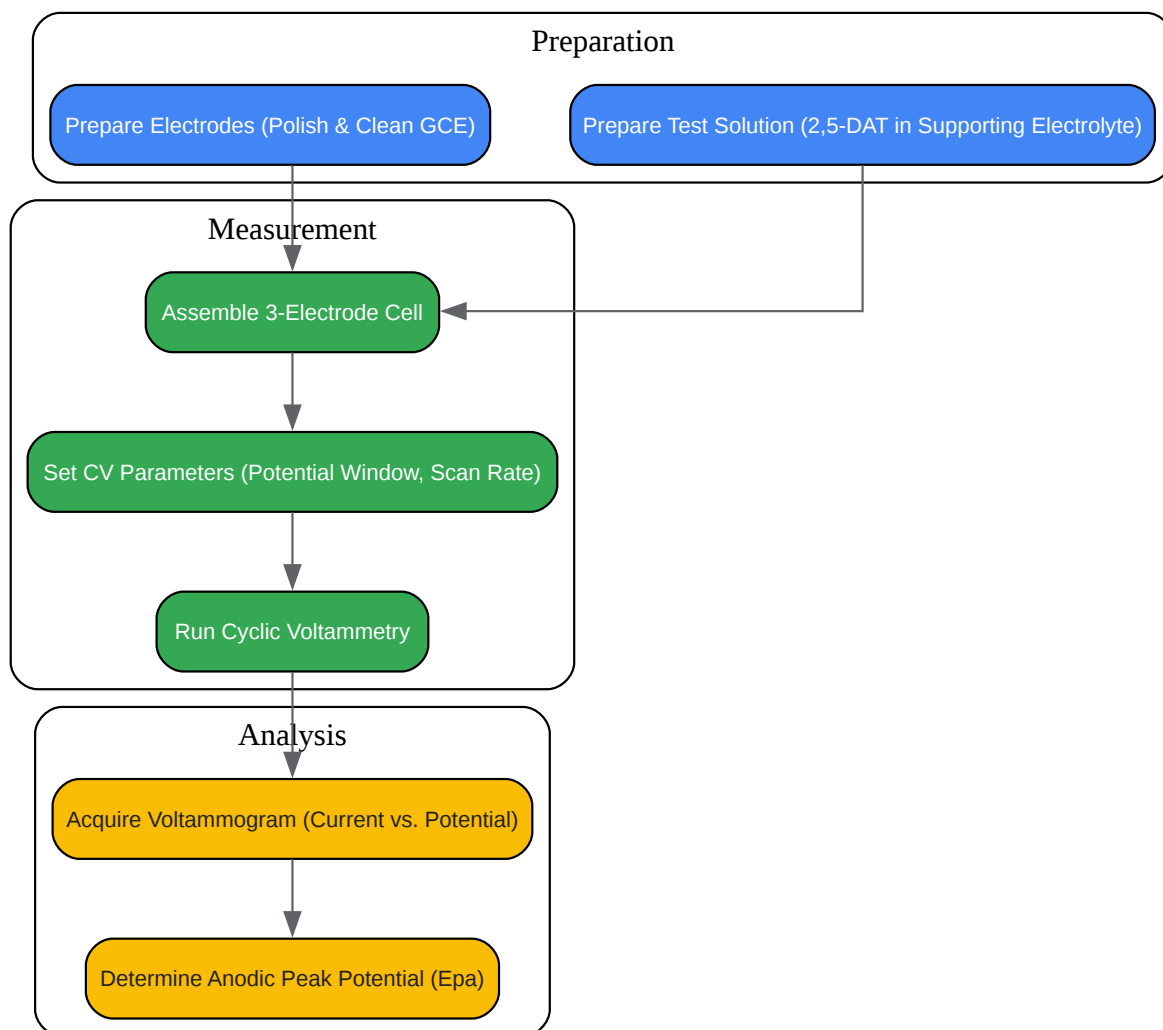 Preparation
Prepare Electrodes (Polish & Clean GCE)
Prepare Test Solution (2,5-DAT in Supporting Electrolyte)
Measurement
Assemble 3-Electrode Cell
Set CV Parameters (Potential Window, Scan Rate)
Run Cyclic Voltammetry
Analysis
Acquire Voltammogram (Current vs. Potential)
Determine Anodic Peak Potential (Epa)